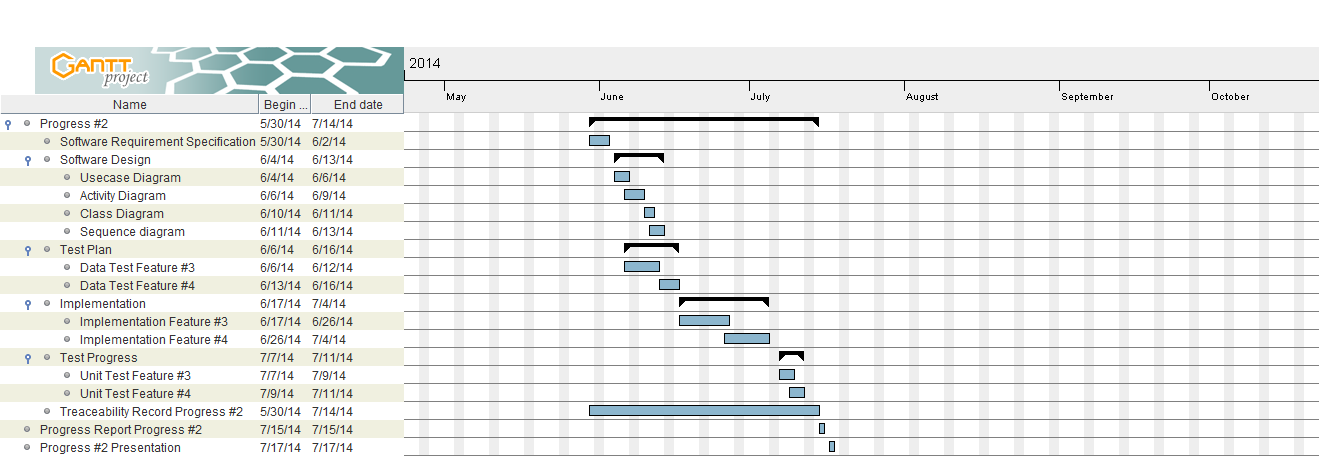 GANTT
project
2014
May June July August September October
Name Begin ... End date
Progress #2 5/30/14 7/14/14
Software Requirement Specification 5/30/14 6/2/14
Software Design 6/4/14 6/13/14
Usecase Diagram 6/4/14 6/6/14
Activity Diagram 6/6/14 6/9/14
Class Diagram 6/10/14 6/11/14
Sequence diagram 6/11/14 6/13/14
Test Plan 6/6/14 6/16/14
Data Test Feature #3 6/6/14 6/12/14
Data Test Feature #4 6/13/14 6/16/14
Implementation 6/17/14 7/4/14
Implementation Feature #3 6/17/14 6/26/14
Implementation Feature #4 6/26/14 7/4/14
Test Progress 7/7/14 7/11/14
Unit Test Feature #3 7/7/14 7/9/14
Unit Test Feature #4 7/9/14 7/11/14
Treaceability Record Progress #2 5/30/14 7/14/14
Progress Report Progress #2 7/15/14 7/15/14
Progress #2 Presentation 7/17/14 7/17/14